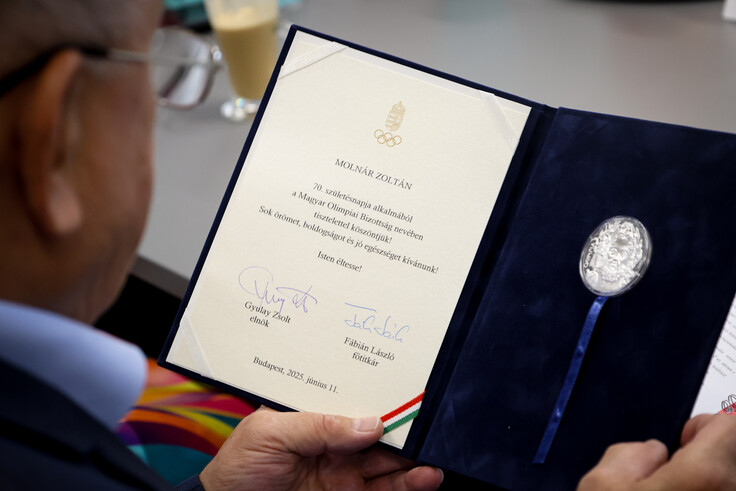 MOLNÁR ZOLTÁN
70. születésnapja alkalmából
a Magyar Olimpiai Bizottság nevében
tisztelettel köszöntjük!
Sok örömet, boldogságot és jó egészséget kívánunk!
Isten éltesse!
Gyulay Zsolt
elnök
Fábián László
főtitkár
Budapest, 2025. június 11.